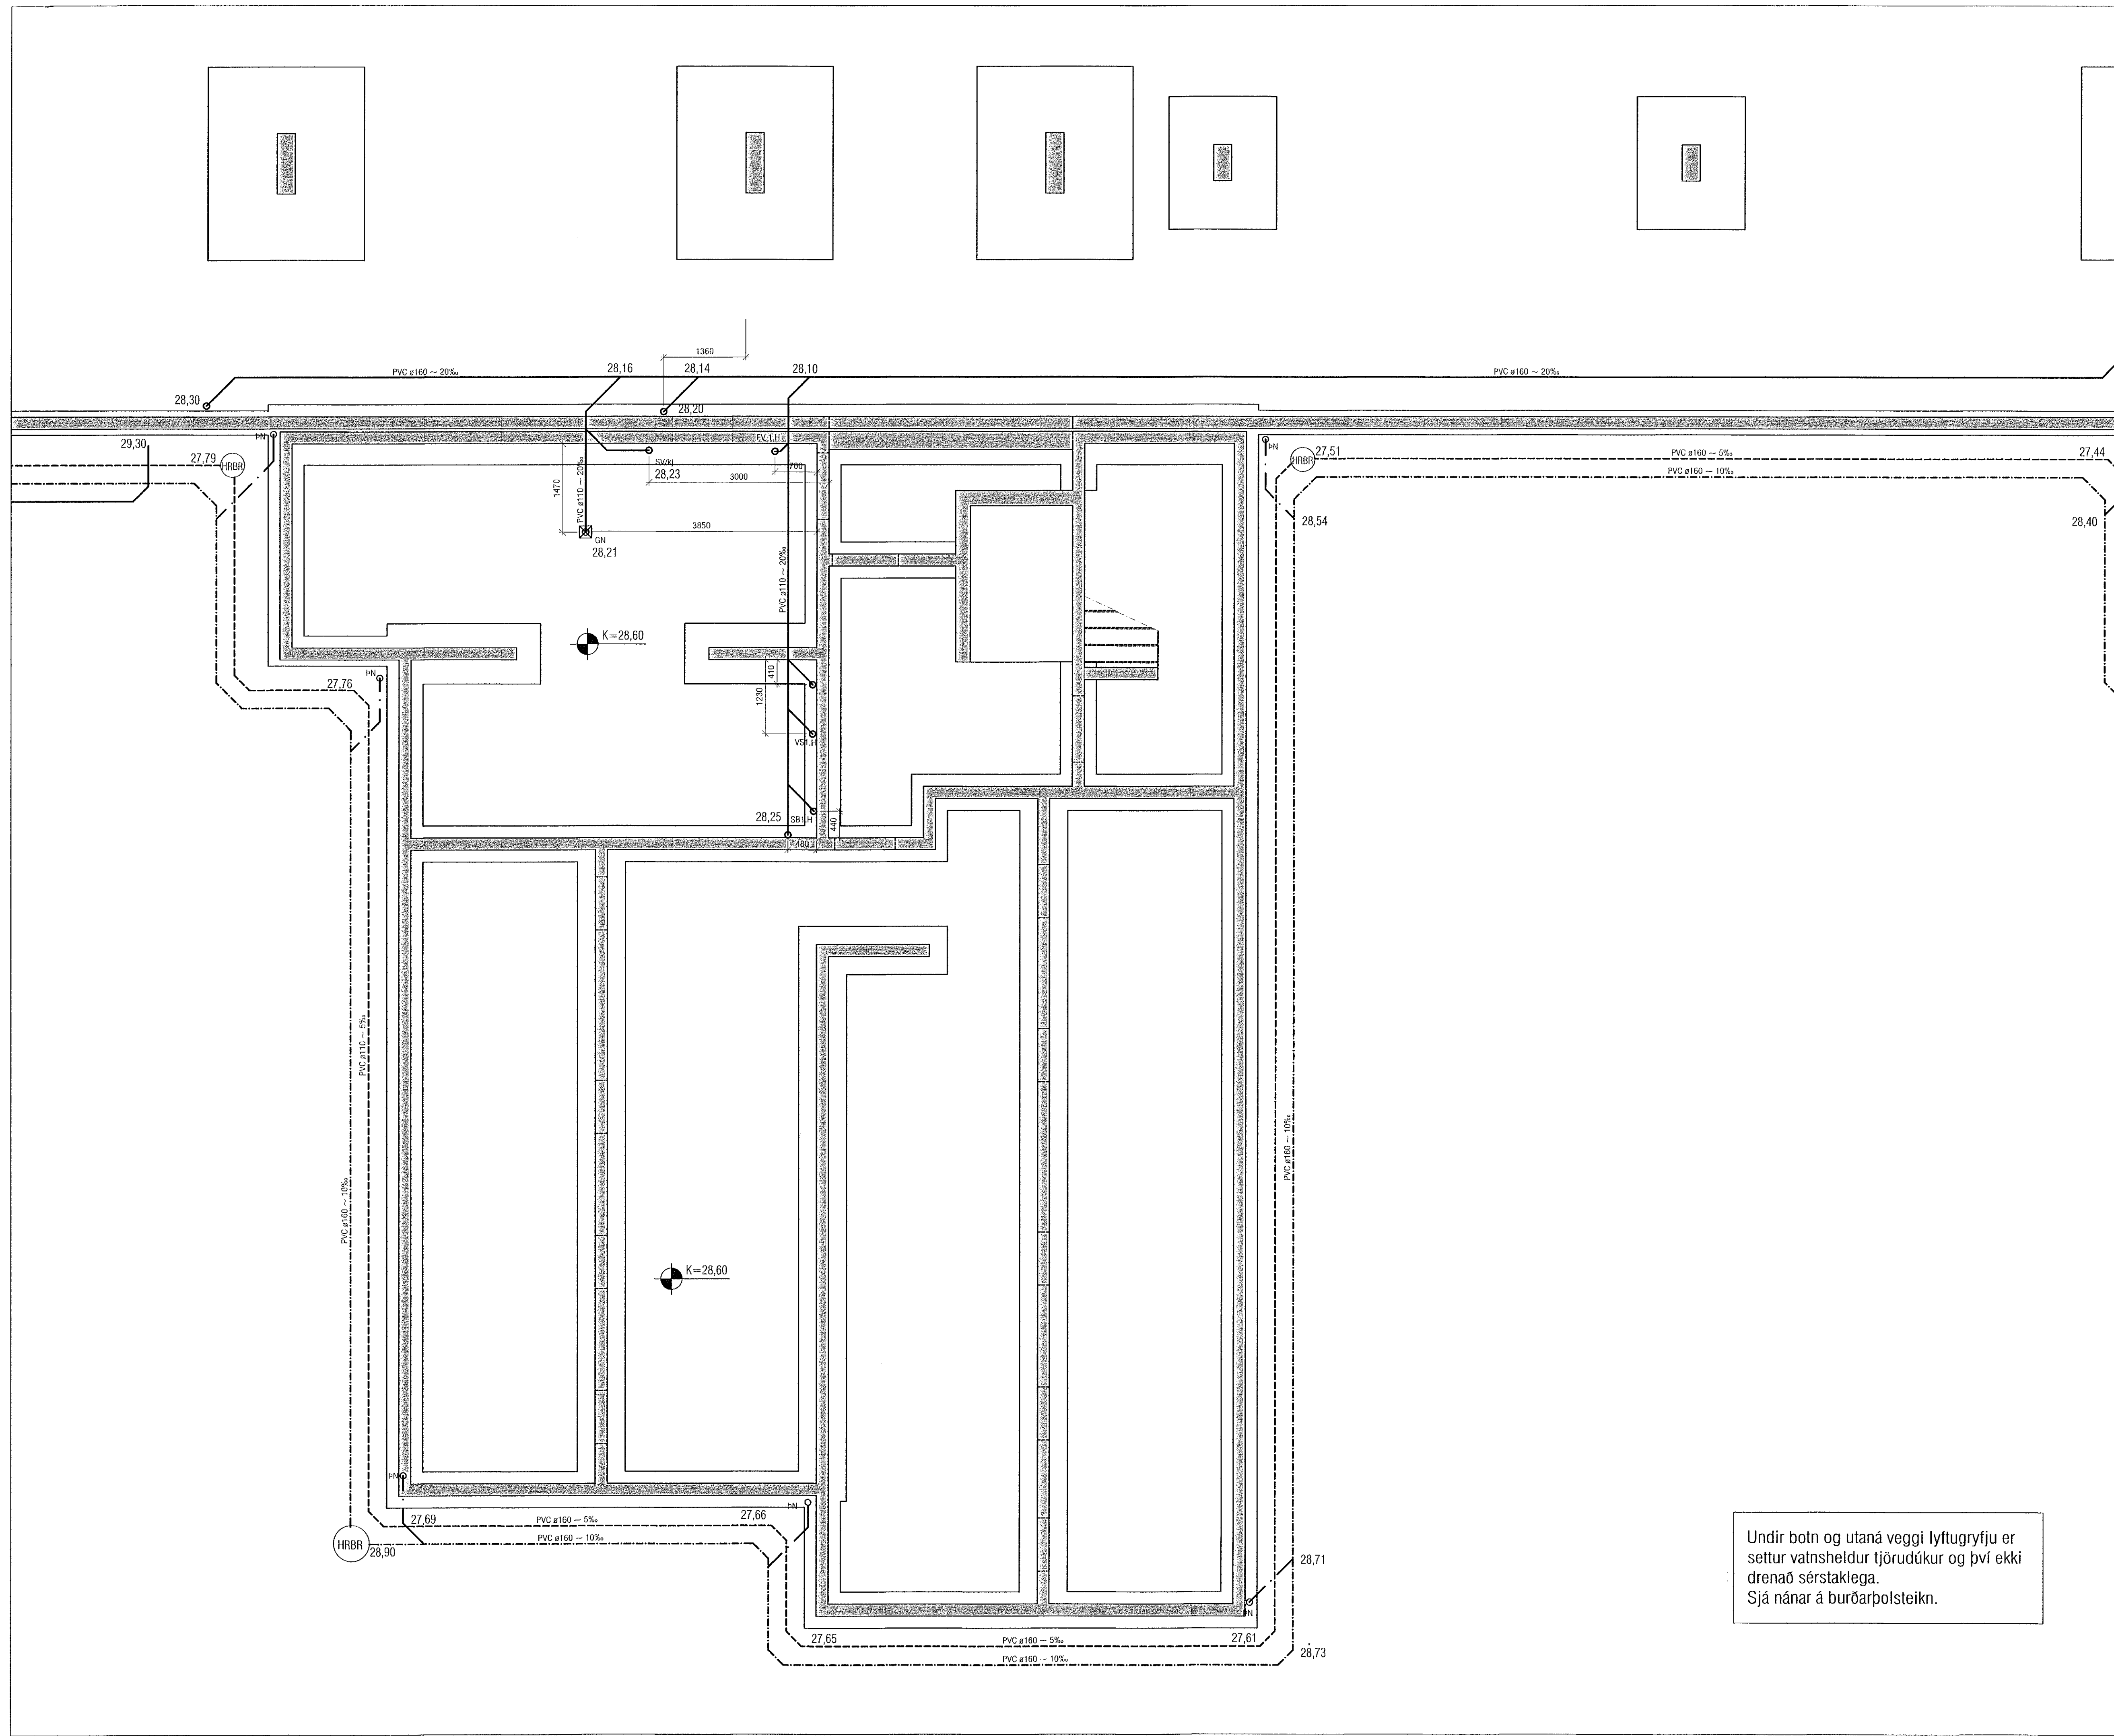 1360
PVC ø160 ~ 20‰
28,16
28,14
28,10
PVC ø160 ~ 20‰
28,30
28,20
ÞN
29,30
27,79
HRBR
FV.1.H
SV/kj
28,23
700
3000
1470
PVC ø110 ~ 20‰
3850
GN
28,21
PVC ø110 ~ 20‰
ÞN
HRBR
27,51
PVC ø160 ~ 5‰
27,44
PVC ø160 ~ 10‰
28,54
28,40
K=28,60
410
1230
ÞN
27,76
VS1.H
28,25
SB1.H
440
480
PVC ø110 ~ 5‰
PVC ø160 ~ 10‰
PVC ø160 ~ 10‰
K=28,60
ÞN
27,69
PVC ø160 ~ 5‰
27,66
ÞN
PVC ø160 ~ 10‰
HRBR
28,90
28,71
ÞN
27,65
PVC ø160 ~ 5‰
27,61
28,73
PVC ø160 ~ 10‰
Undir botn og utaná veggi lyftugryfju er
settur vatnsheldur tjörudúkur og því ekki
drenað sérstaklega.
Sjá nánar á burðarþolsteikn.